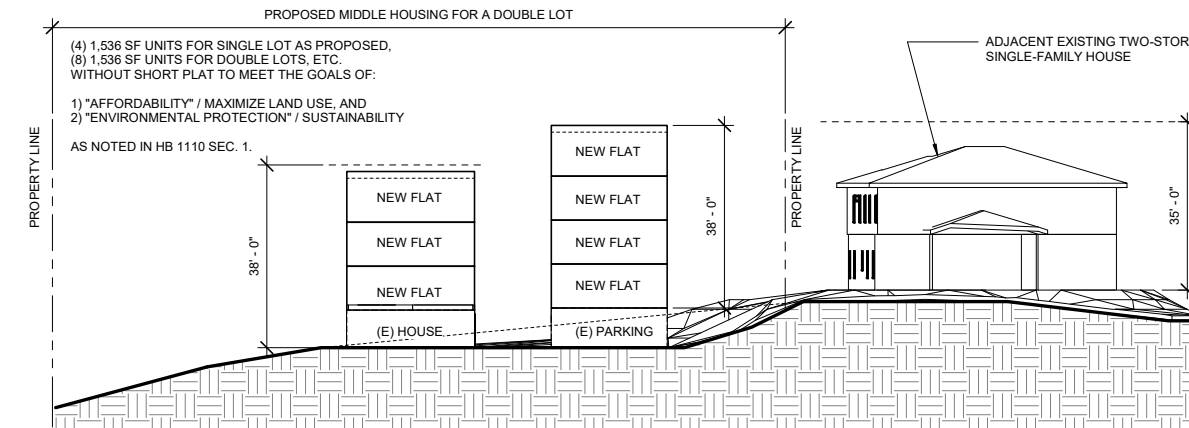 PROPOSED MIDDLE HOUSING FOR A DOUBLE LOT
(4) 1,536 SF UNITS FOR SINGLE LOT AS PROPOSED,
(8) 1,536 SF UNITS FOR DOUBLE LOTS, ETC.
WITHOUT SHORT PLAT TO MEET THE GOALS OF:
1) "AFFORDABILITY" / MAXIMIZE LAND USE, AND
2) "ENVIRONMENTAL PROTECTION" / SUSTAINABILITY
AS NOTED IN HB 1110 SEC. 1.
PROPERTY LINE
38' - 0"
NEW FLAT
NEW FLAT
NEW FLAT
(E) HOUSE
NEW FLAT
NEW FLAT
NEW FLAT
NEW FLAT
(E) PARKING
38' - 0"
PROPERTY LINE
ADJACENT EXISTING TWO-STOR
SINGLE-FAMILY HOUSE
35' - 0"